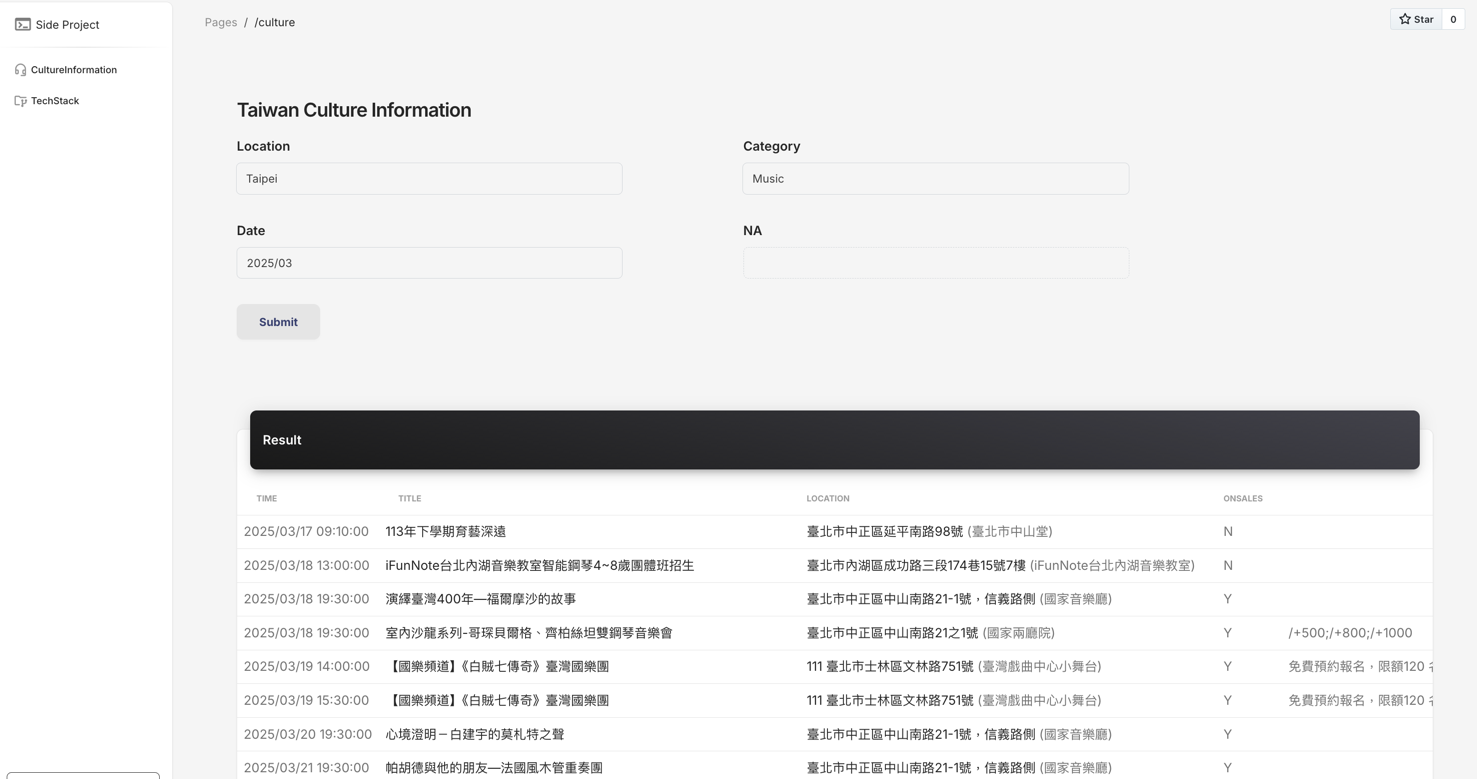 Side Project
Pages / /culture
Star 0
CultureInformation
TechStack
Taiwan Culture Information
Location
Category
Taipei
Music
Date
NA
2025/03
Submit
Result
TIME TITLE LOCATION ONSALES
2025/03/17 09:10:00 113年下學期育藝深遠 臺北市中正區延平南路98號 (臺北市中山堂) N
2025/03/18 13:00:00 iFunNote台北內湖音樂教室智能鋼琴4~8歲團體班招生 臺北市內湖區成功路三段174巷15號7樓 (iFunNote台北內湖音樂教室) N
2025/03/18 19:30:00 演繹臺灣400年—福爾摩沙的故事 臺北市中正區中山南路21-1號，信義路側 (國家音樂廳) Y
2025/03/18 19:30:00 室內沙龍系列-哥琛貝爾格、齊柏絲坦雙鋼琴音樂會 臺北市中正區中山南路21之1號 (國家兩廳院) Y /+500;/+800;/+1000
2025/03/19 14:00:00 【國樂頻道】《白賊七傳奇》臺灣國樂團 111 臺北市士林區文林路751號 (臺灣戲曲中心小舞台) Y 免費預約報名，限額120
2025/03/19 15:30:00 【國樂頻道】《白賊七傳奇》臺灣國樂團 111 臺北市士林區文林路751號 (臺灣戲曲中心小舞台) Y 免費預約報名，限額120
2025/03/20 19:30:00 心境澄明－白建宇的莫札特之聲 臺北市中正區中山南路21-1號，信義路側 (國家音樂廳) Y
2025/03/21 19:30:00 帕胡德與他的朋友—法國風木管重奏團 臺北市中正區中山南路21-1號，信義路側 (國家音樂廳) Y